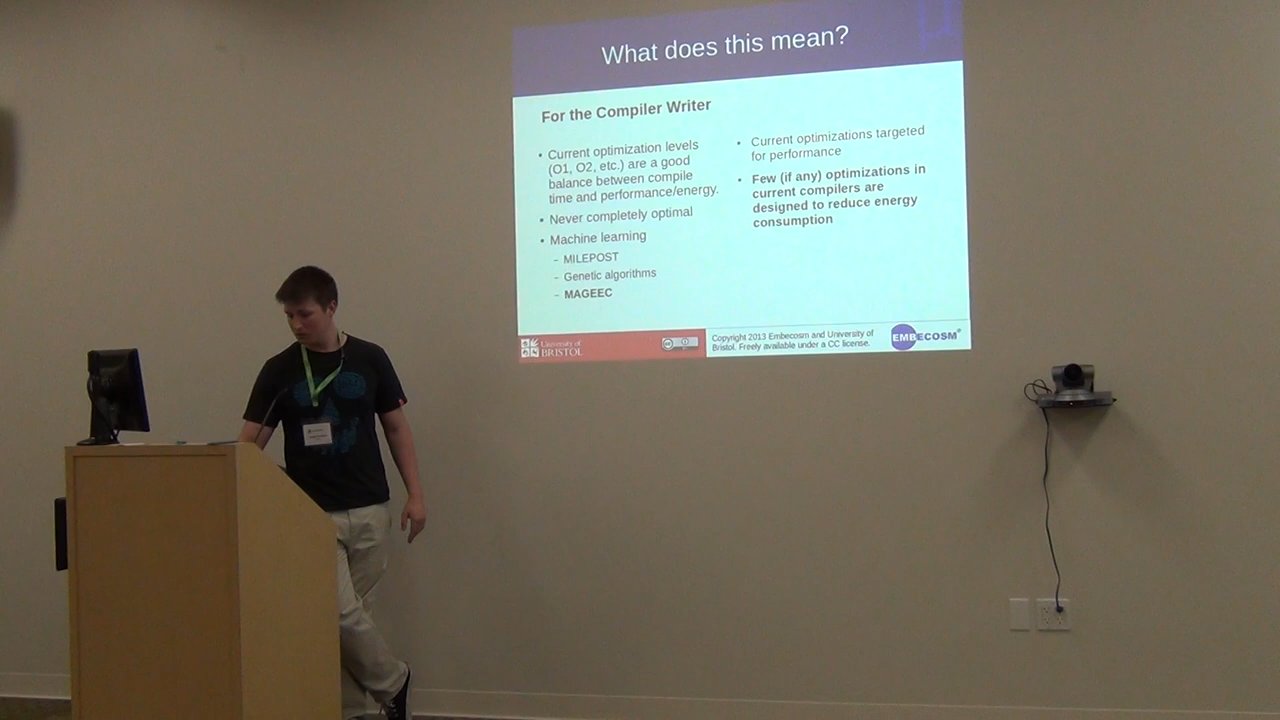 What does this mean?
For the Compiler Writer
• Current optimization levels
(O1, O2, etc.) are a good
balance between compile
time and performance/energy.
• Never completely optimal
• Machine learning
– MILEPOST
– Genetic algorithms
– MAGEEC
• Current optimizations targeted
for performance
• Few (if any) optimizations in
current compilers are
designed to reduce energy
consumption
University of
BRISTOL
Copyright 2013 Embecosm and University of
Bristol. Freely available under a CC license.
EMBECOSM®